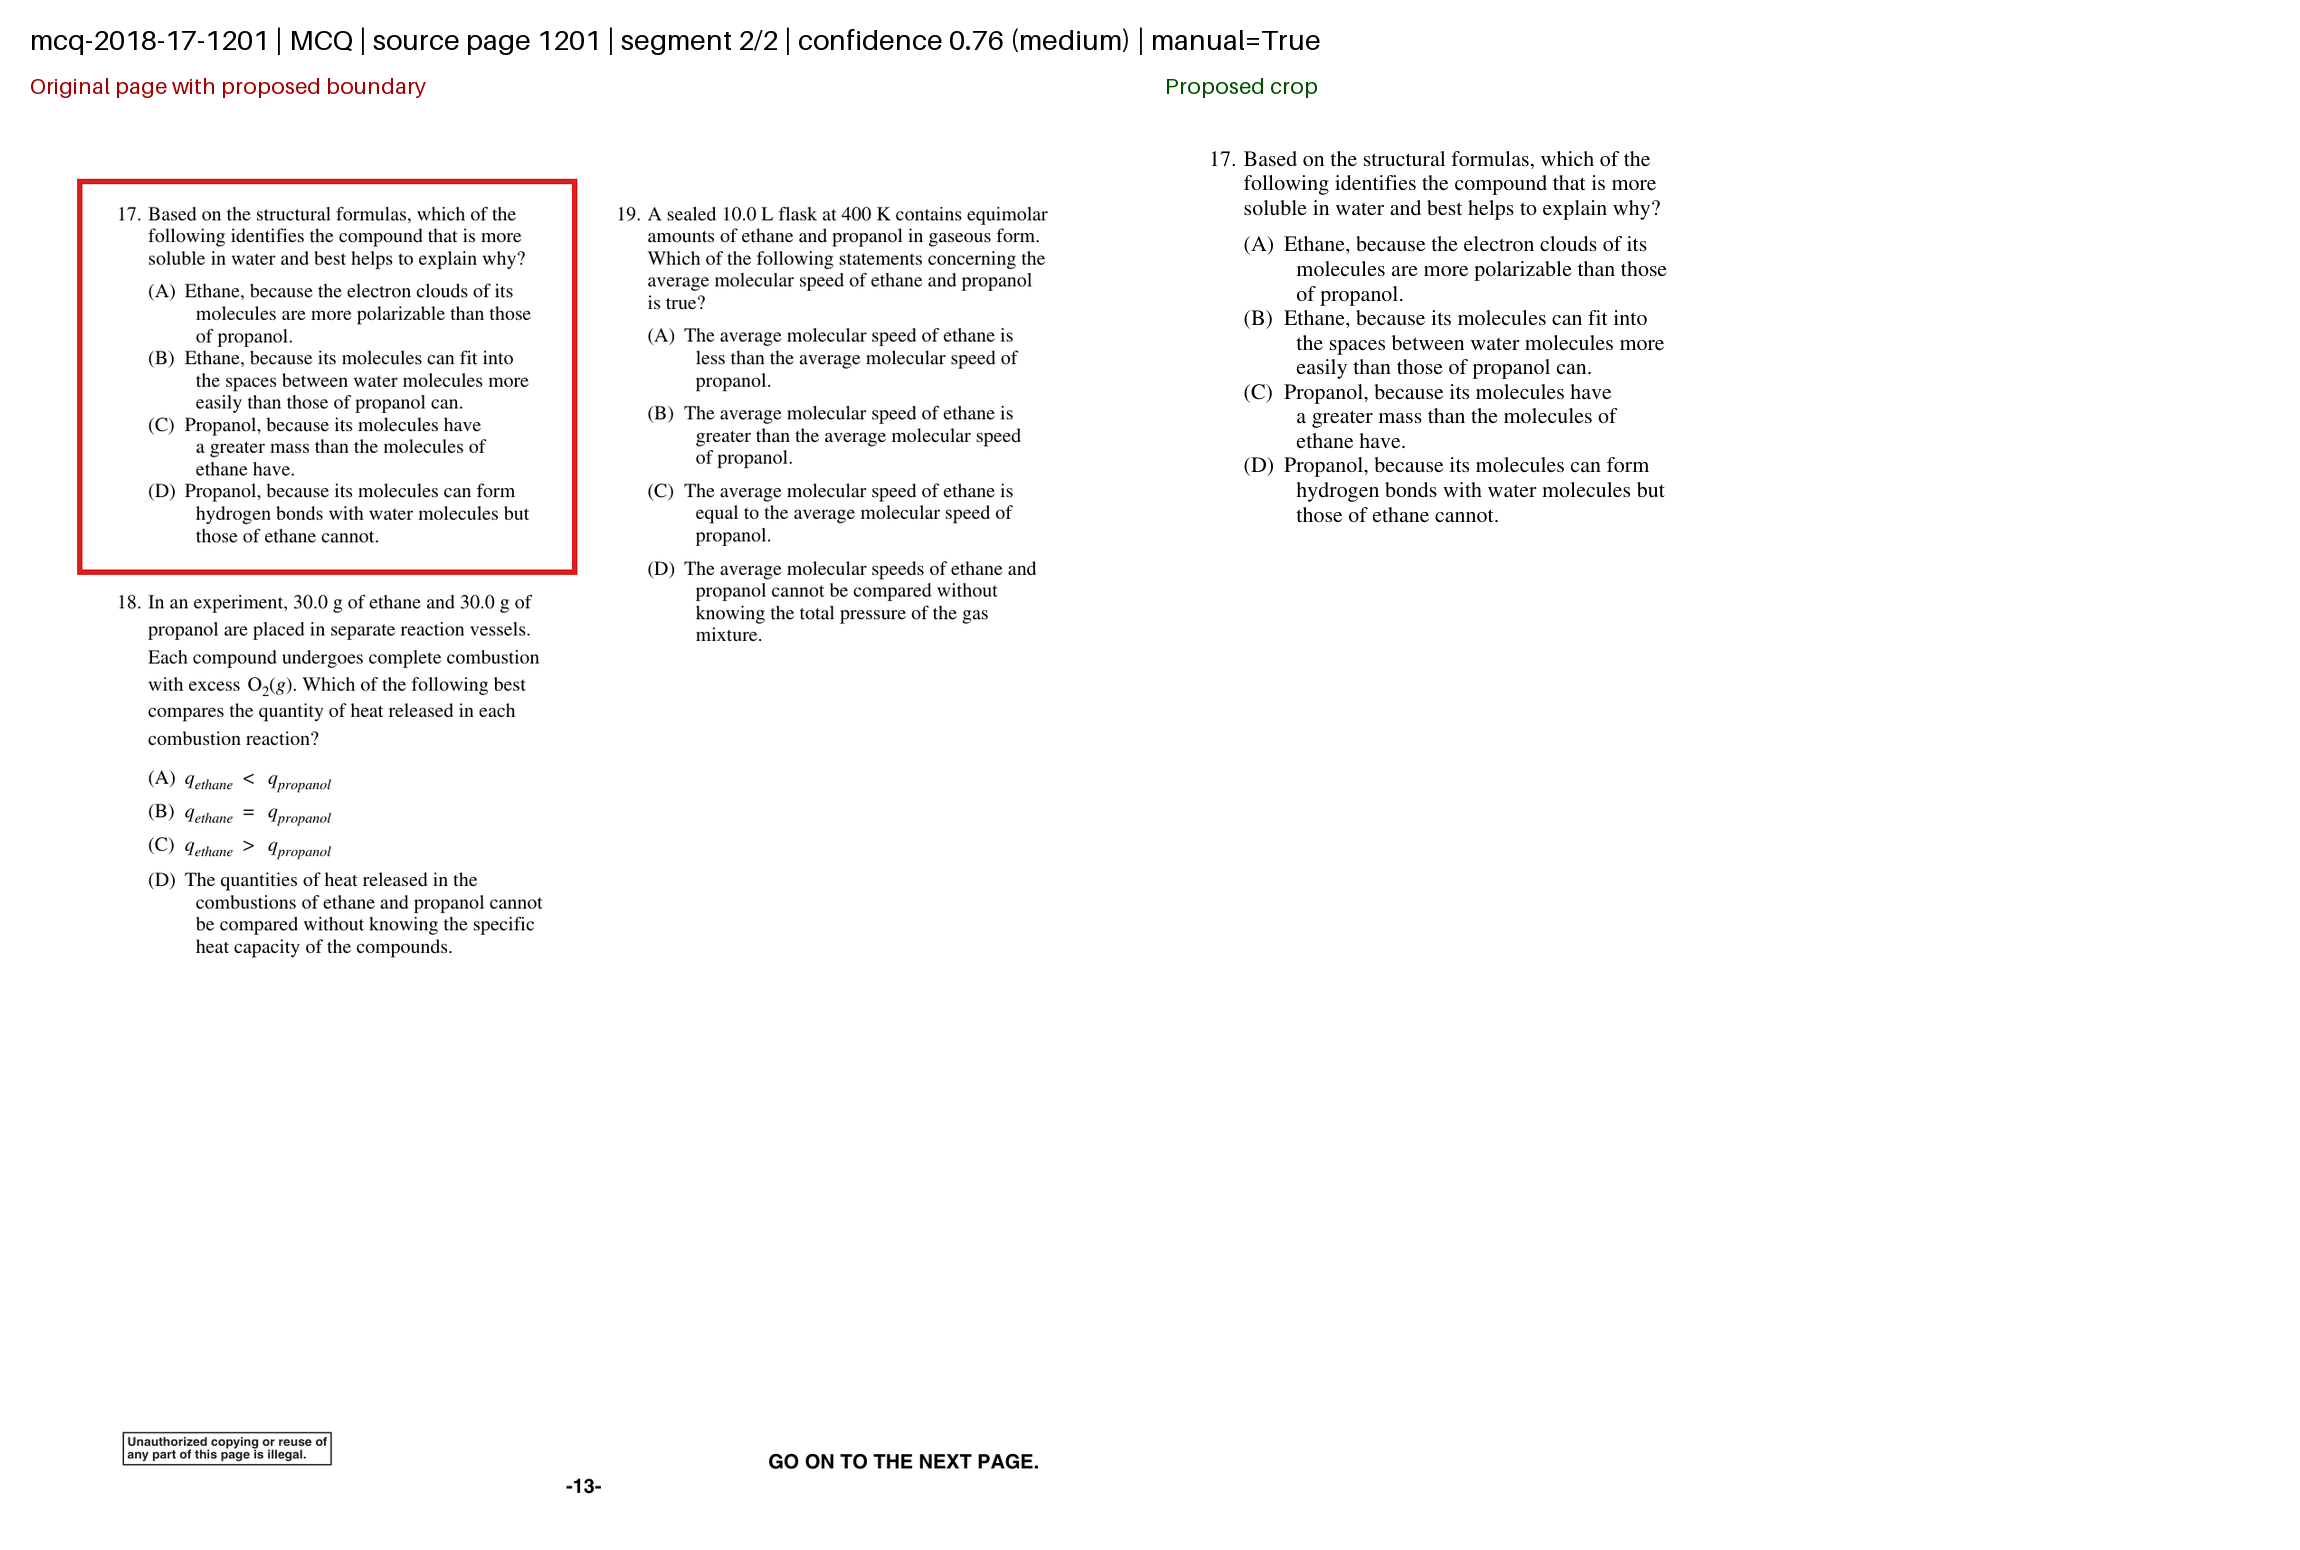 mcq-2018-17-1201 | MCQ | source page 1201 | segment 2/2 | confidence 0.76 (medium) | manual=True
Original page with proposed boundary
17. Based on the structural formulas, which of the
following identifies the compound that is more
soluble in water and best helps to explain why?
(A) Ethane, because the electron clouds of its
molecules are more polarizable than those
of propanol.
(B) Ethane, because its molecules can fit into
the spaces between water molecules more
easily than those of propanol can.
(C) Propanol, because its molecules have
a greater mass than the molecules of
ethane have.
(D) Propanol, because its molecules can form
hydrogen bonds with water molecules but
those of ethane cannot.
18. In an experiment, 30.0 g of ethane and 30.0 g of
propanol are placed in separate reaction vessels.
Each compound undergoes complete combustion
with excess O₂(g). Which of the following best
compares the quantity of heat released in each
combustion reaction?
(A) q_ethane < q_propanol
(B) q_ethane = q_propanol
(C) q_ethane > q_propanol
(D) The quantities of heat released in the
combustions of ethane and propanol cannot
be compared without knowing the specific
heat capacity of the compounds.
19. A sealed 10.0 L flask at 400 K contains equimolar
amounts of ethane and propanol in gaseous form.
Which of the following statements concerning the
average molecular speed of ethane and propanol
is true?
(A) The average molecular speed of ethane is
less than the average molecular speed of
propanol.
(B) The average molecular speed of ethane is
greater than the average molecular speed
of propanol.
(C) The average molecular speed of ethane is
equal to the average molecular speed of
propanol.
(D) The average molecular speeds of ethane and
propanol cannot be compared without
knowing the total pressure of the gas
mixture.
Unauthorized copying or reuse of
any part of this page is illegal.
GO ON TO THE NEXT PAGE.
-13-
Proposed crop
17. Based on the structural formulas, which of the
following identifies the compound that is more
soluble in water and best helps to explain why?
(A) Ethane, because the electron clouds of its
molecules are more polarizable than those
of propanol.
(B) Ethane, because its molecules can fit into
the spaces between water molecules more
easily than those of propanol can.
(C) Propanol, because its molecules have
a greater mass than the molecules of
ethane have.
(D) Propanol, because its molecules can form
hydrogen bonds with water molecules but
those of ethane cannot.